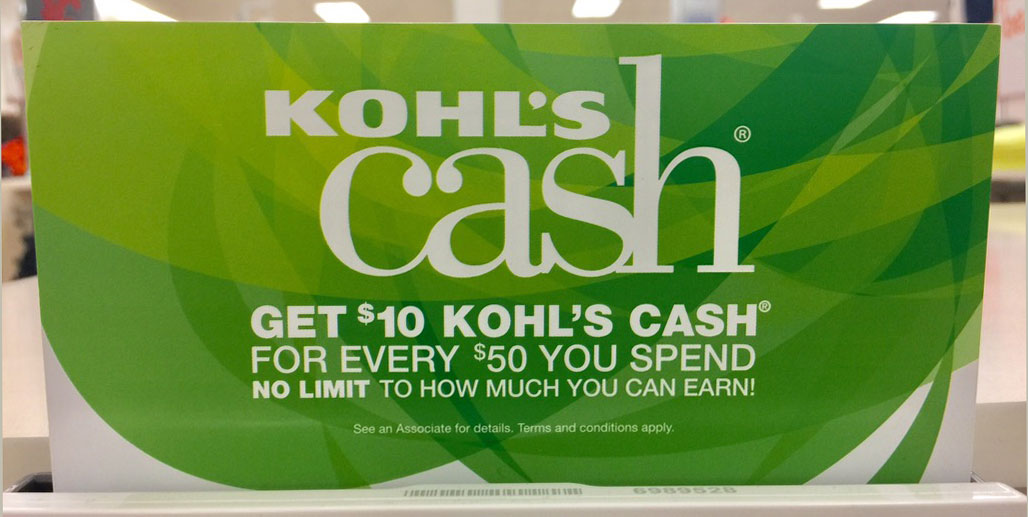 KOHL'S
cash®
GET $10 KOHL'S CASH®
FOR EVERY $50 YOU SPEND
NO LIMIT TO HOW MUCH YOU CAN EARN!
See an Associate for details. Terms and conditions apply.